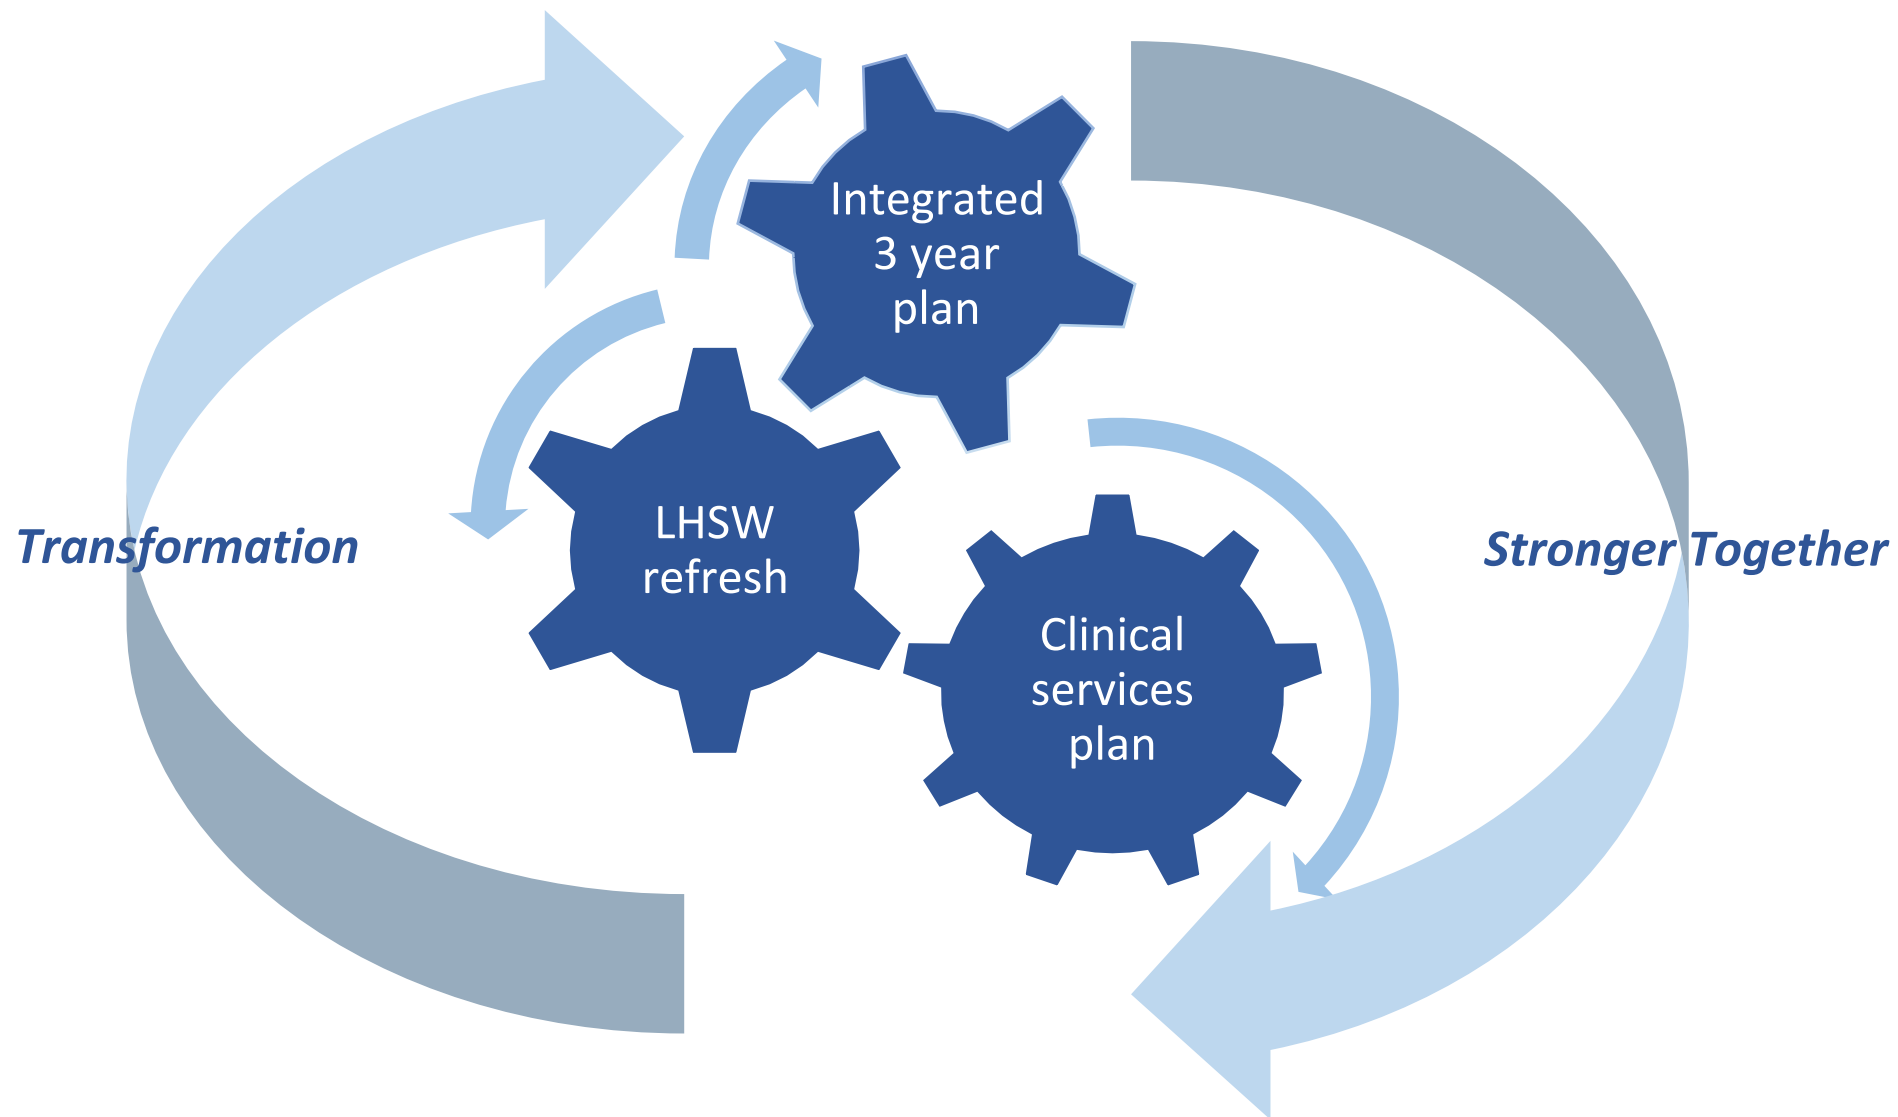 Integrated
3 year
plan
LHSW
refresh
Transformation
Stronger Together
Clinical
services
plan